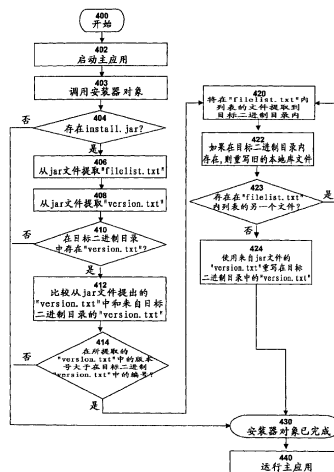 400
开始
402
启动主应用
403
调用安装器对象
404
存在install.jar?
否
是
406
从jar文件提取"filelist.txt"
408
从jar文件提取"version.txt"
410
在目标二进制目录
中存在"version.txt"?
否
是
412
比较从jar文件提出的
"version.txt"中和来自目标
二进制目录的"version.txt"
414
在所提取的
"version.txt"中的版本
号大于在目标二进制
"version.txt"中的编号?
否
是
420
将在"filelist.txt"内
列表的文件提取到
目标二进制目录内
422
如果在目标二进制目录内
存在,则重写旧的本地库文件
423
存在在"filelist.txt"
内列表的另一个文件?
是
否
424
使用来自jar文件的
"version.txt"重写在目标
二进制目录中的"version.txt"
430
安装器对象已完成
440
运行主应用